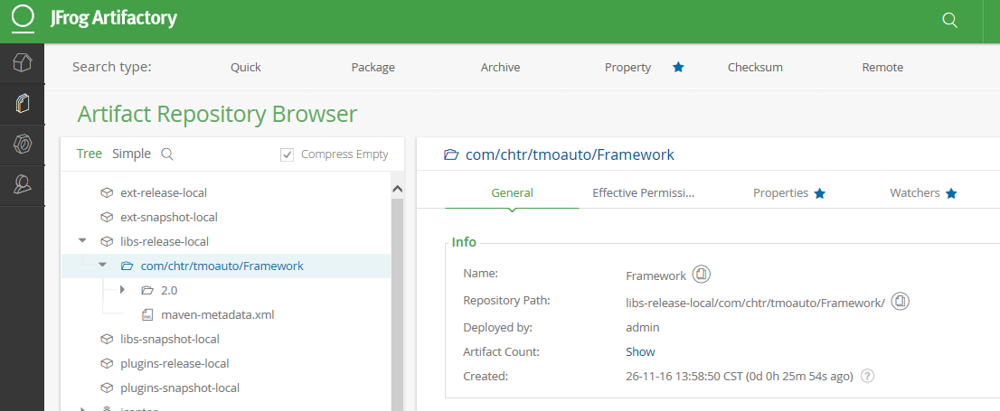 JFrog Artifactory
Search type: Quick Package Archive Property Checksum Remote
Artifact Repository Browser
Tree Simple Compress Empty
ext-release-local
ext-snapshot-local
libs-release-local
com/chtr/tmoauto/Framework
2.0
maven-metadata.xml
libs-snapshot-local
plugins-release-local
plugins-snapshot-local
com/chtr/tmoauto/Framework
General Effective Permissi... Properties Watchers
Info
Name: Framework
Repository Path: libs-release-local/com/chtr/tmoauto/Framework/
Deployed by: admin
Artifact Count: Show
Created: 26-11-16 13:58:50 CST (0d 0h 25m 54s ago) ?